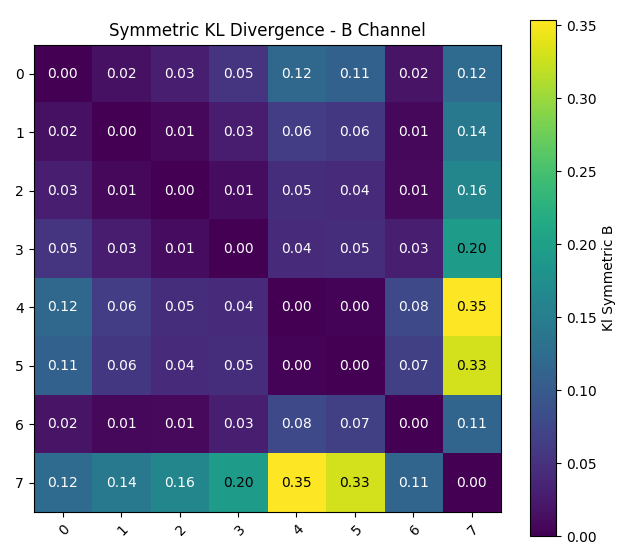 Symmetric KL Divergence - B Channel
0 0.00 0.02 0.03 0.05 0.12 0.11 0.02 0.12
1 0.02 0.00 0.01 0.03 0.06 0.06 0.01 0.14
2 0.03 0.01 0.00 0.01 0.05 0.04 0.01 0.16
3 0.05 0.03 0.01 0.00 0.04 0.05 0.03 0.20
4 0.12 0.06 0.05 0.04 0.00 0.00 0.08 0.35
5 0.11 0.06 0.04 0.05 0.00 0.00 0.07 0.33
6 0.02 0.01 0.01 0.03 0.08 0.07 0.00 0.11
7 0.12 0.14 0.16 0.20 0.35 0.33 0.11 0.00
0 1 2 3 4 5 6 7
0.35
0.30
0.25
0.20
0.15
0.10
0.05
0.00
Kl Symmetric B